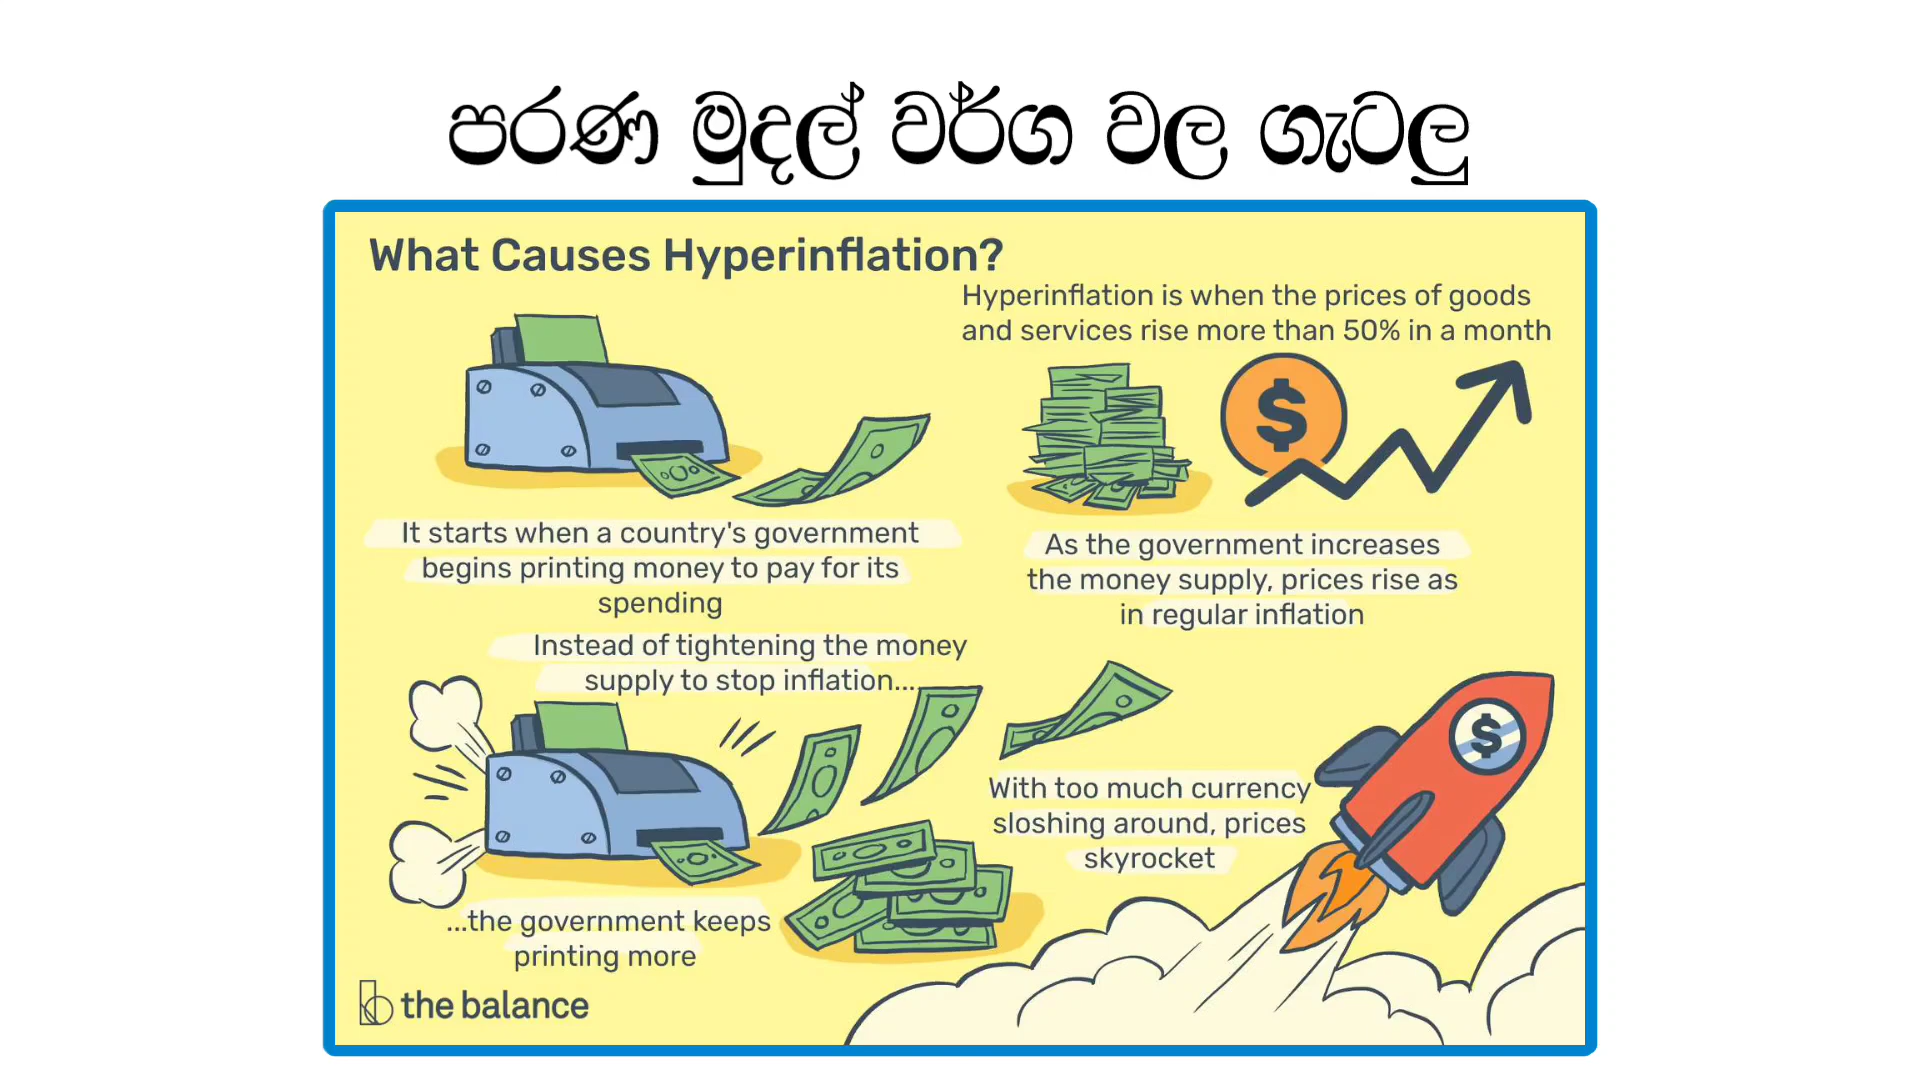 පරණ මුදල් වර්ග වල ගැටලු
What Causes Hyperinflation?
Hyperinflation is when the prices of goods
and services rise more than 50% in a month
It starts when a country's government
begins printing money to pay for its
spending
As the government increases
the money supply, prices rise as
in regular inflation
Instead of tightening the money
supply to stop inflation...
...the government keeps
printing more
With too much currency
sloshing around, prices
skyrocket
the balance